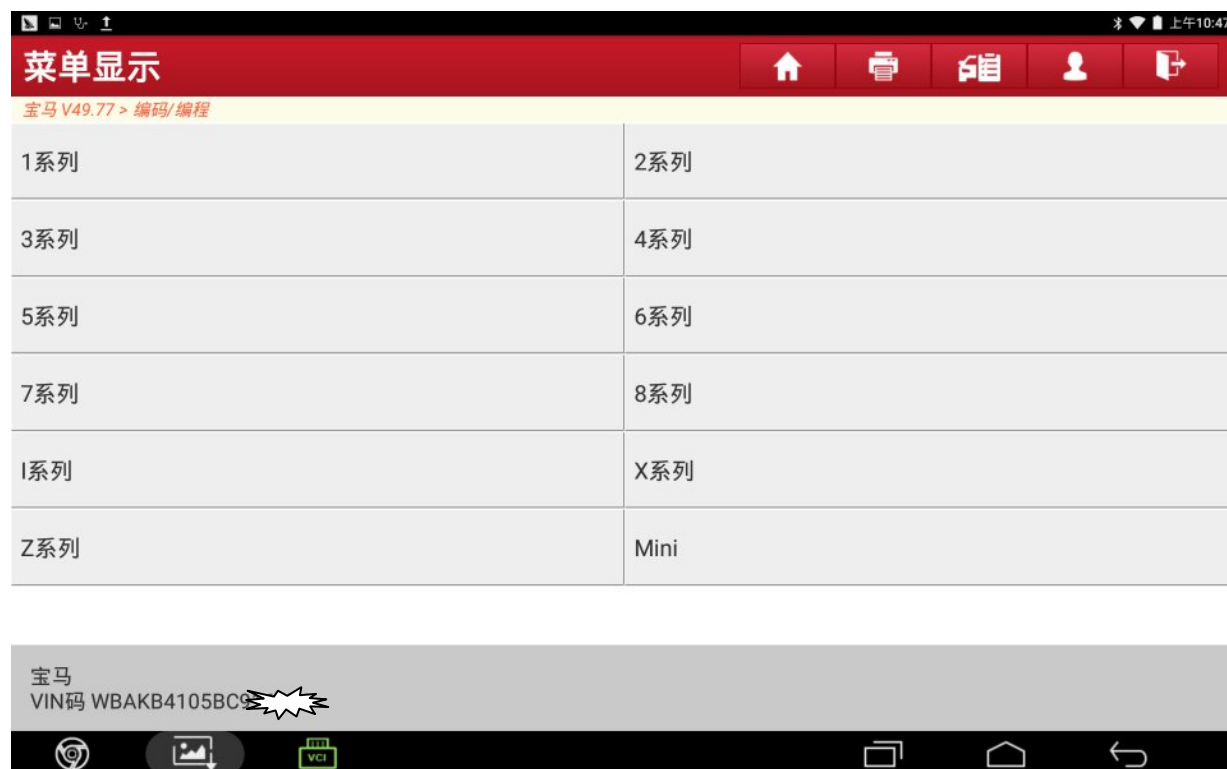 上午10:47
菜单显示
宝马 V49.77 > 编码/编程
1系列
2系列
3系列
4系列
5系列
6系列
7系列
8系列
I系列
X系列
Z系列
Mini
宝马
VIN码 WBAKB4105BC9
VCI